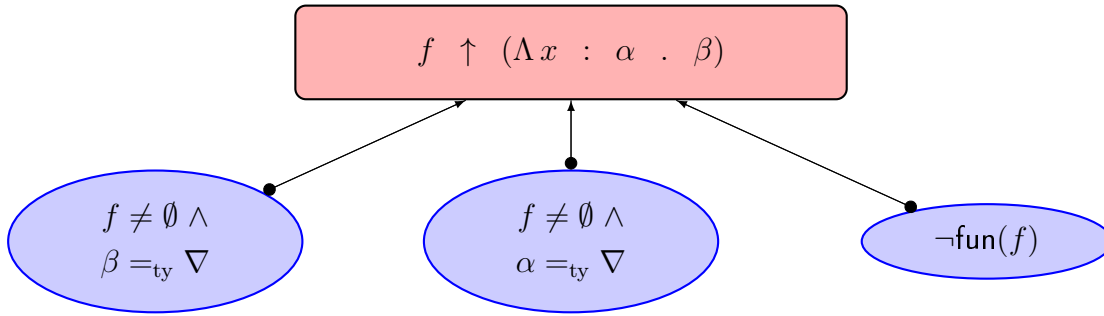 f ↑ (Λ x : α . β)
f ≠ ∅ ∧
β =ty ∇
f ≠ ∅ ∧
α =ty ∇
¬fun(f)